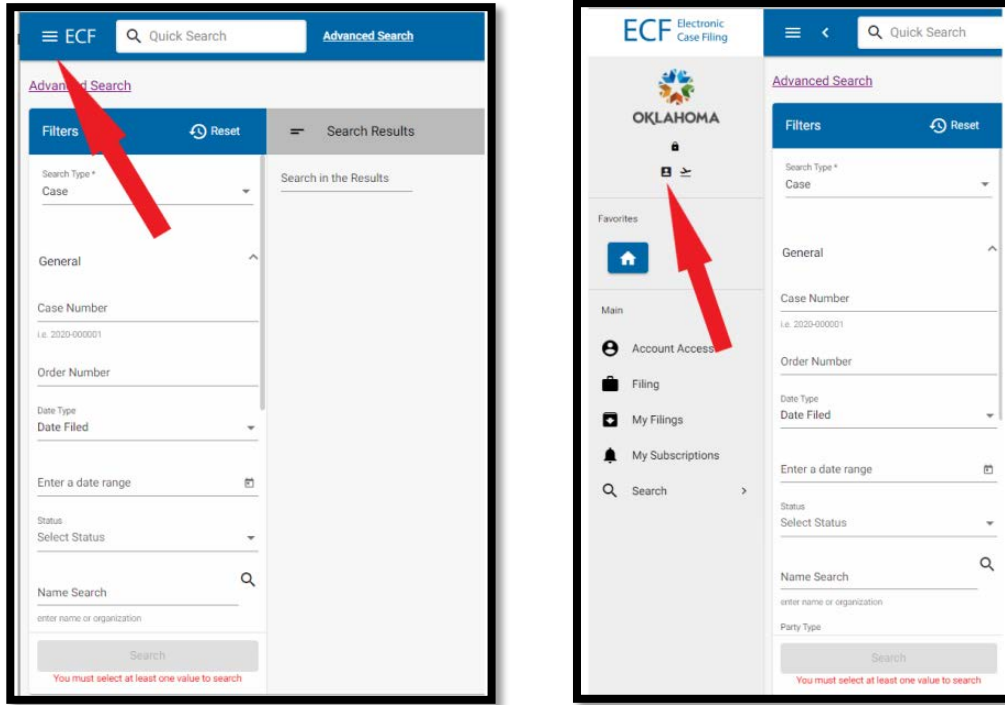 ECF
Quick Search
Advanced Search
Advanced Search
Filters
Reset
Search Results
Search Type *
Case
Search in the Results
General
Case Number
i.e. 2020-000001
Order Number
Date Type
Date Filed
Enter a date range
Status
Select Status
Name Search
enter name or organization
Search
You must select at least one value to search
ECF Electronic
Case Filing
Quick Search
OKLAHOMA
Favorites
Main
Account Access
Filing
My Filings
My Subscriptions
Search
Advanced Search
Filters
Reset
Search Type *
Case
General
Case Number
i.e. 2020-000001
Order Number
Date Type
Date Filed
Enter a date range
Status
Select Status
Name Search
enter name or organization
Party Type
Search
You must select at least one value to search